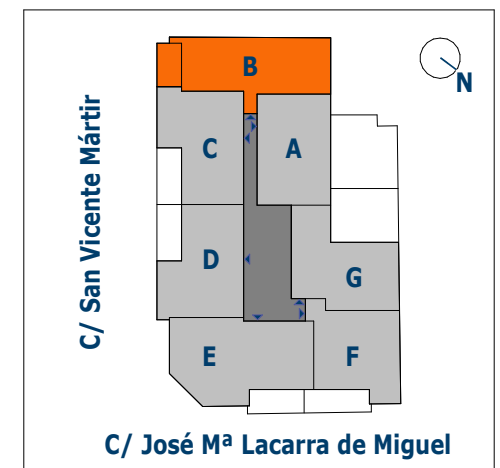 B
N
C
A
C/ San Vicente Mártir
D
G
E
F
C/ José Mª Lacarra de Miguel